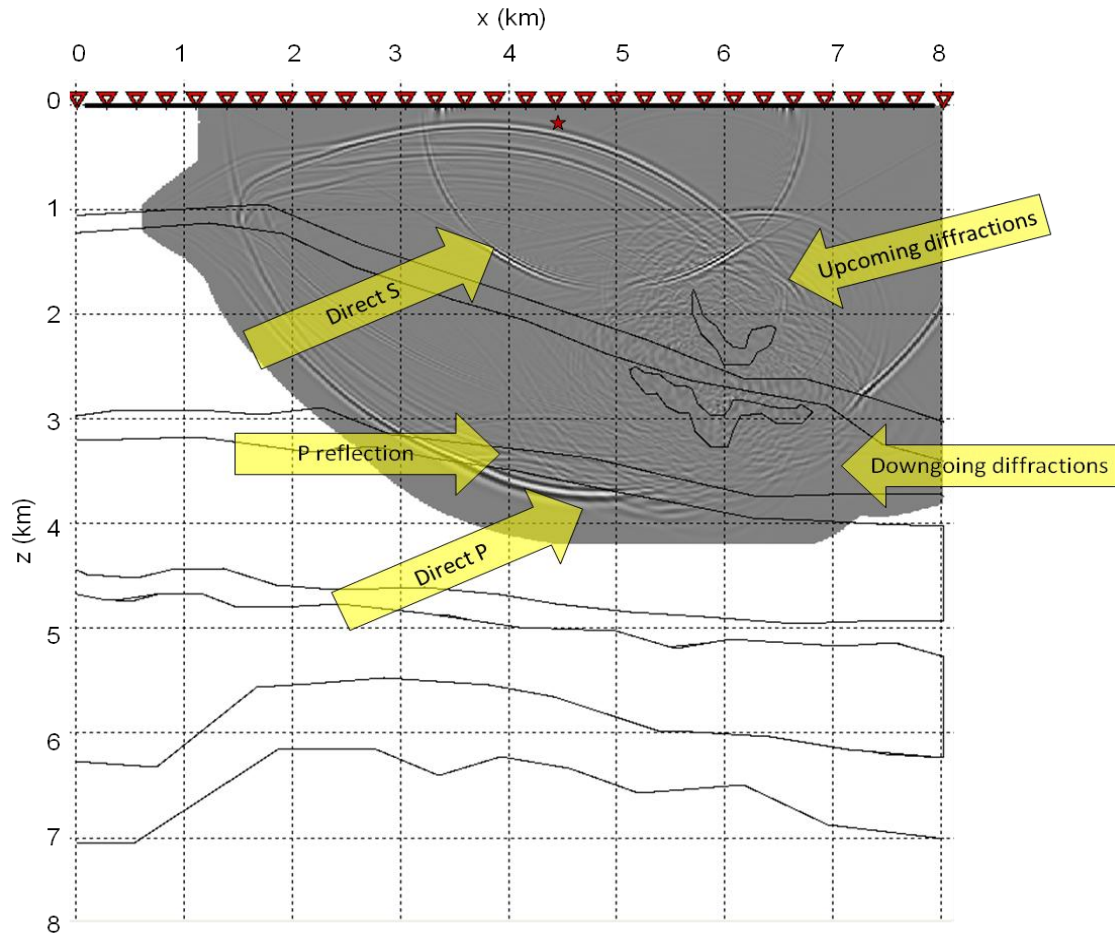 x (km)
0 1 2 3 4 5 6 7 8
0
1
2
3
4
5
6
7
8
z (km)
Upcoming diffractions
Direct S
P reflection
Downgoing diffractions
Direct P